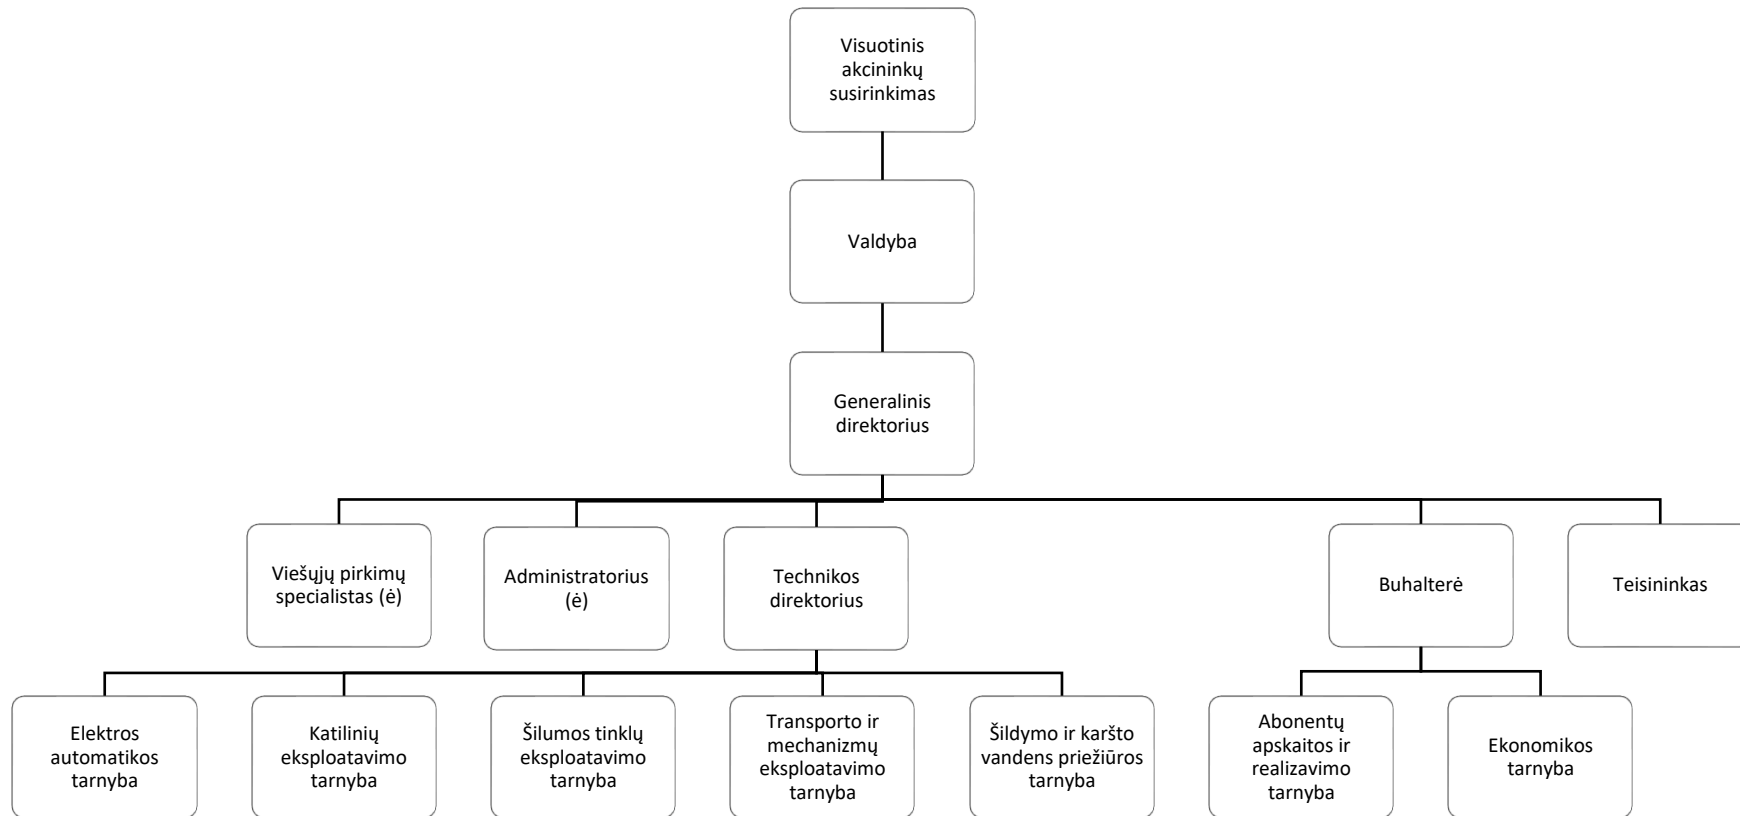 Visuotinis
akcininkų
susirinkimas
Valdyba
Generalinis
direktorius
Viešųjų pirkimų
specialistas (ė)
Administratorius
(ė)
Technikos
direktorius
Buhalterė
Teisininkas
Elektros
automatikos
tarnyba
Katilinių
eksploatavimo
tarnyba
Šilumos tinklų
eksploatavimo
tarnyba
Transporto ir
mechanizmų
eksploatavimo
tarnyba
Šildymo ir karšto
vandens priežiūros
tarnyba
Abonentų
apskaitos ir
realizavimo
tarnyba
Ekonomikos
tarnyba